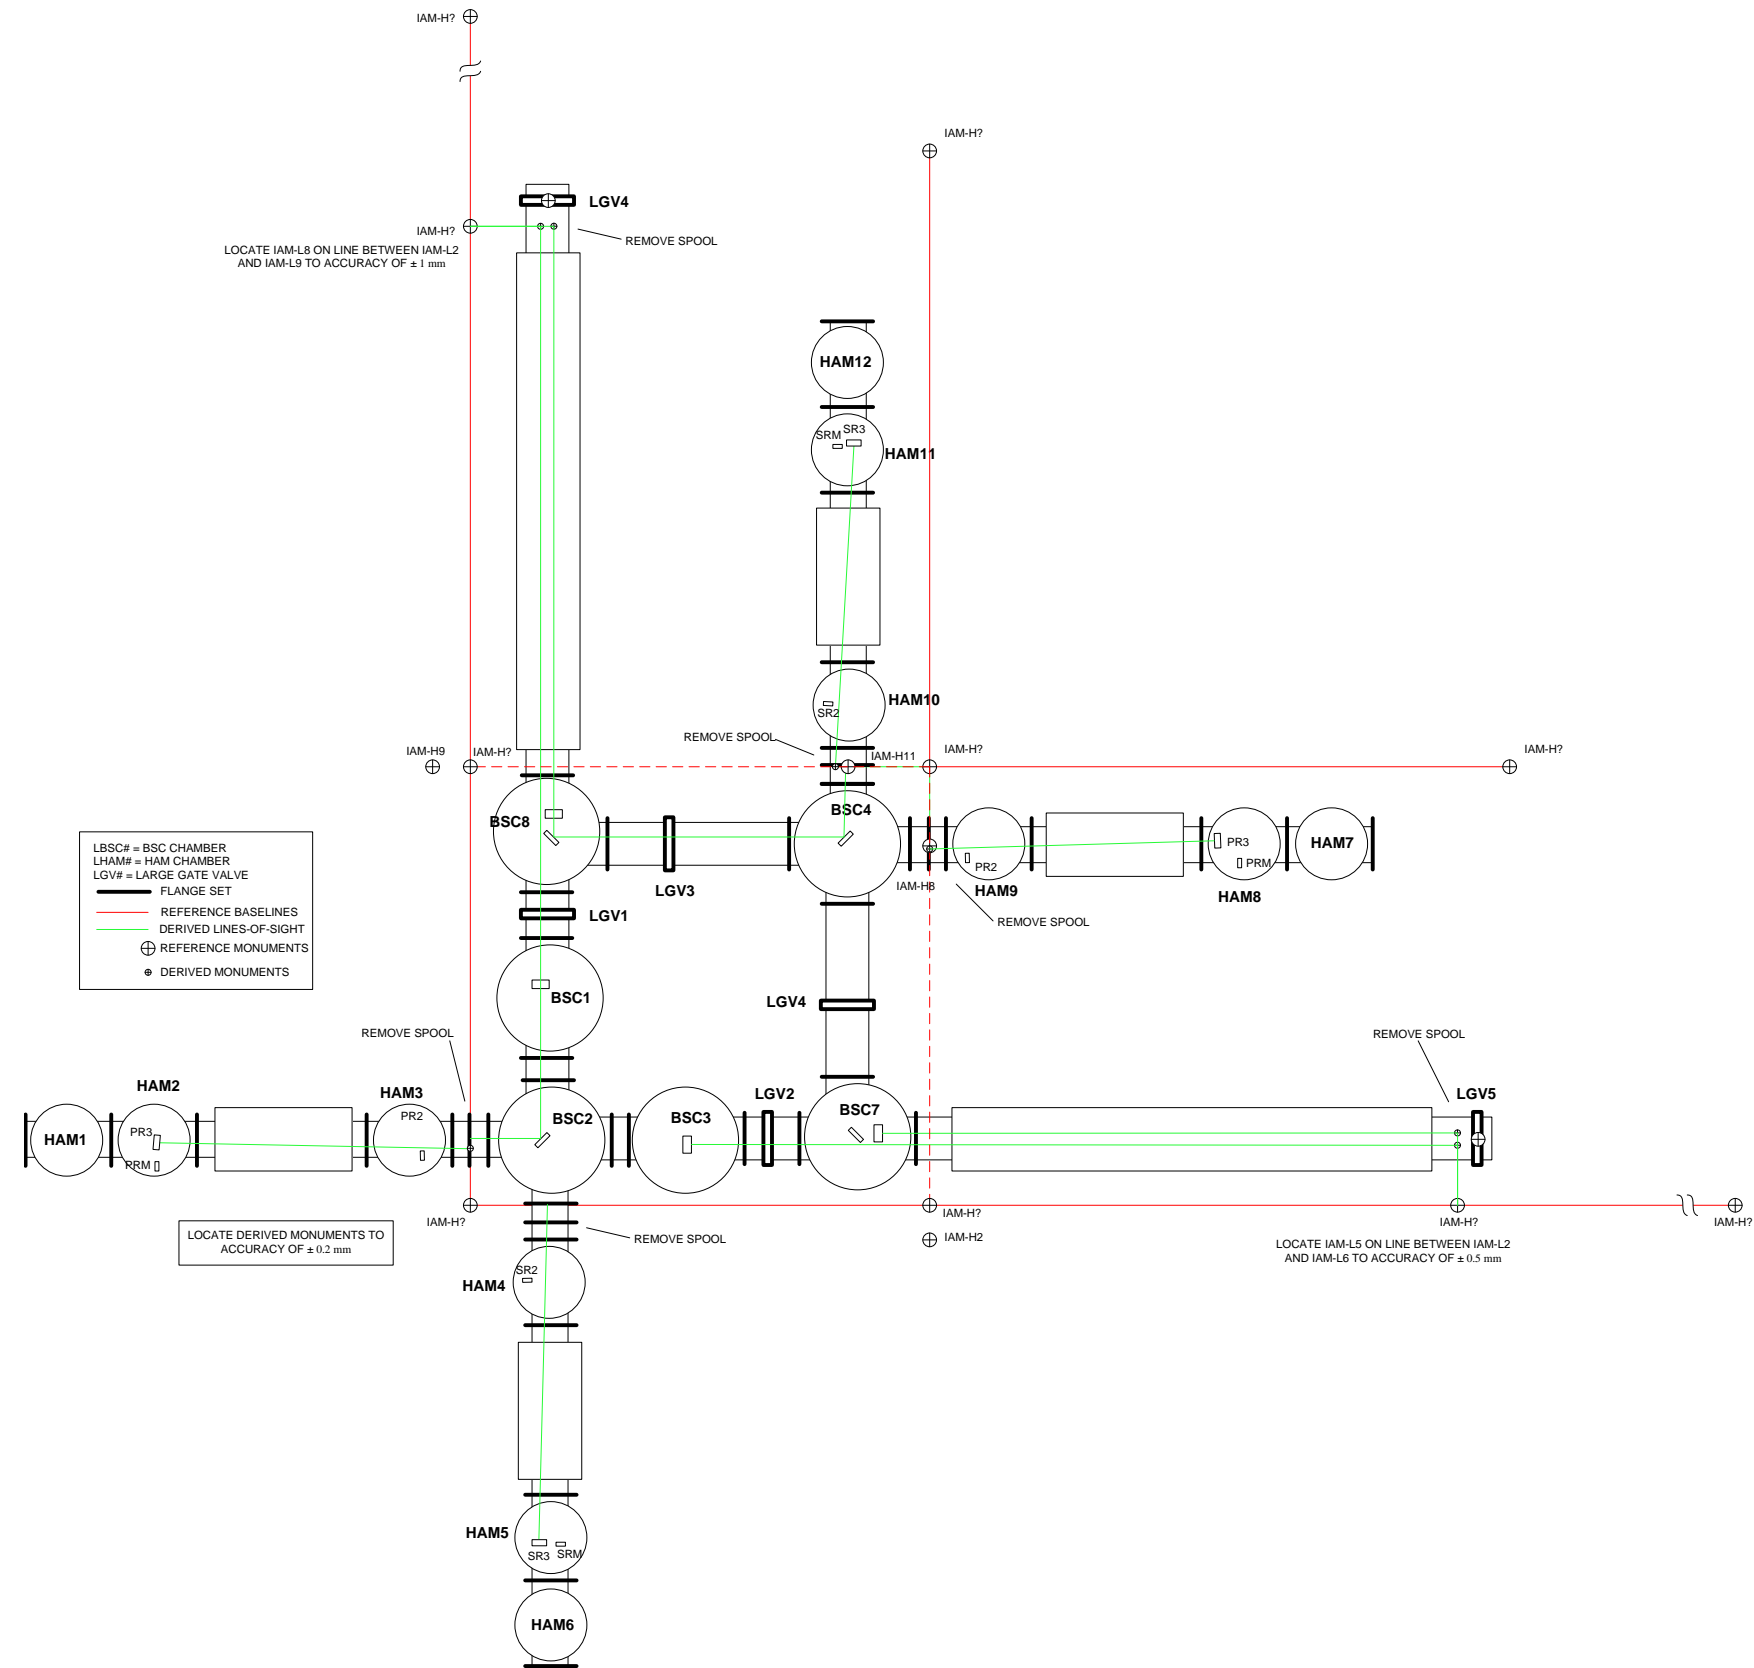 IAM-H?
IAM-H?
LGV4
IAM-H?
REMOVE SPOOL
LOCATE IAM-L8 ON LINE BETWEEN IAM-L2
AND IAM-L9 TO ACCURACY OF ± 1 mm
HAM12
SRM
SR3
HAM11
HAM10
SR2
REMOVE SPOOL
IAM-H9
IAM-H?
IAM-H11
IAM-H?
IAM-H?
BSC8
BSC4
LGV3
PR2
HAM9
IAM-H8
PR3
PRM
HAM8
HAM7
REMOVE SPOOL
LBSC# = BSC CHAMBER
LHAM# = HAM CHAMBER
LGV# = LARGE GATE VALVE
FLANGE SET
REFERENCE BASELINES
DERIVED LINES-OF-SIGHT
REFERENCE MONUMENTS
DERIVED MONUMENTS
LGV1
BSC1
LGV4
REMOVE SPOOL
REMOVE SPOOL
HAM2
HAM3
LGV2
LGV5
HAM1
PR3
PRM
PR2
BSC2
BSC3
BSC7
IAM-H?
IAM-H?
IAM-H?
IAM-H?
LOCATE DERIVED MONUMENTS TO
ACCURACY OF ± 0.2 mm
REMOVE SPOOL
IAM-H2
LOCATE IAM-L5 ON LINE BETWEEN IAM-L2
AND IAM-L6 TO ACCURACY OF ± 0.5 mm
SR2
HAM4
HAM5
SR3
SRM
HAM6